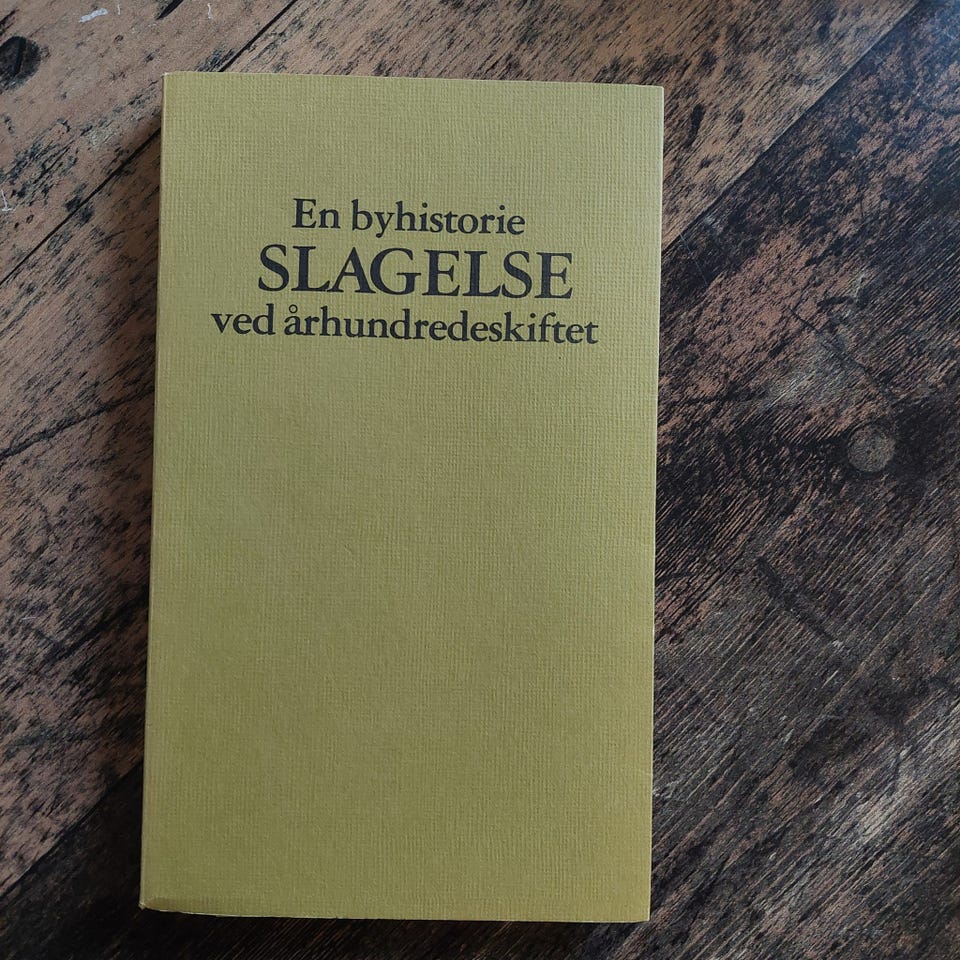 En byhistorie
SLAGELSE
ved århundredeskiftet